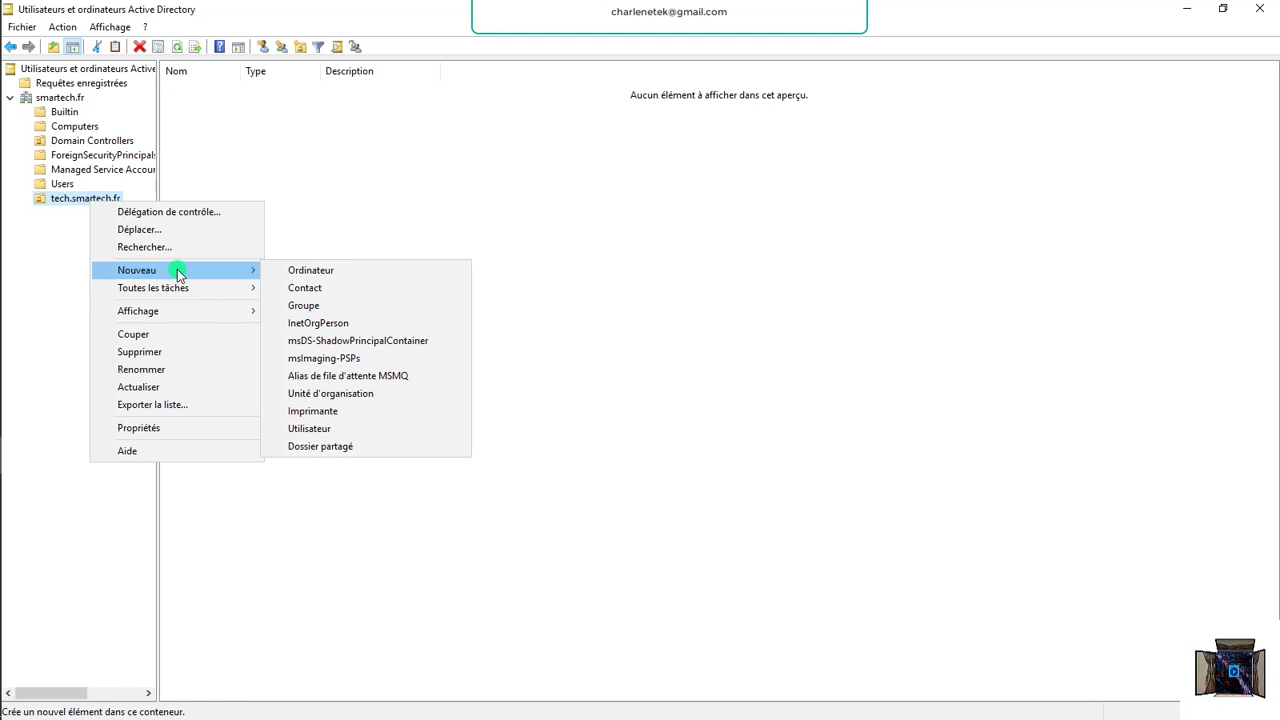 Utilisateurs et ordinateurs Active Directory
charlenetek@gmail.com
Fichier Action Affichage ?
Utilisateurs et ordinateurs Active
Requêtes enregistrées
smartech.fr
Builtin
Computers
Domain Controllers
ForeignSecurityPrincipals
Managed Service Accour
Users
tech.smartech.fr
Nom Type Description
Aucun élément à afficher dans cet aperçu.
Délégation de contrôle...
Déplacer...
Rechercher...
Nouveau
Toutes les tâches
Affichage
Couper
Supprimer
Renommer
Actualiser
Exporter la liste...
Propriétés
Aide
Ordinateur
Contact
Groupe
InetOrgPerson
msDS-ShadowPrincipalContainer
msImaging-PSPs
Alias de file d'attente MSMQ
Unité d'organisation
Imprimante
Utilisateur
Dossier partagé
Crée un nouvel élément dans ce conteneur.